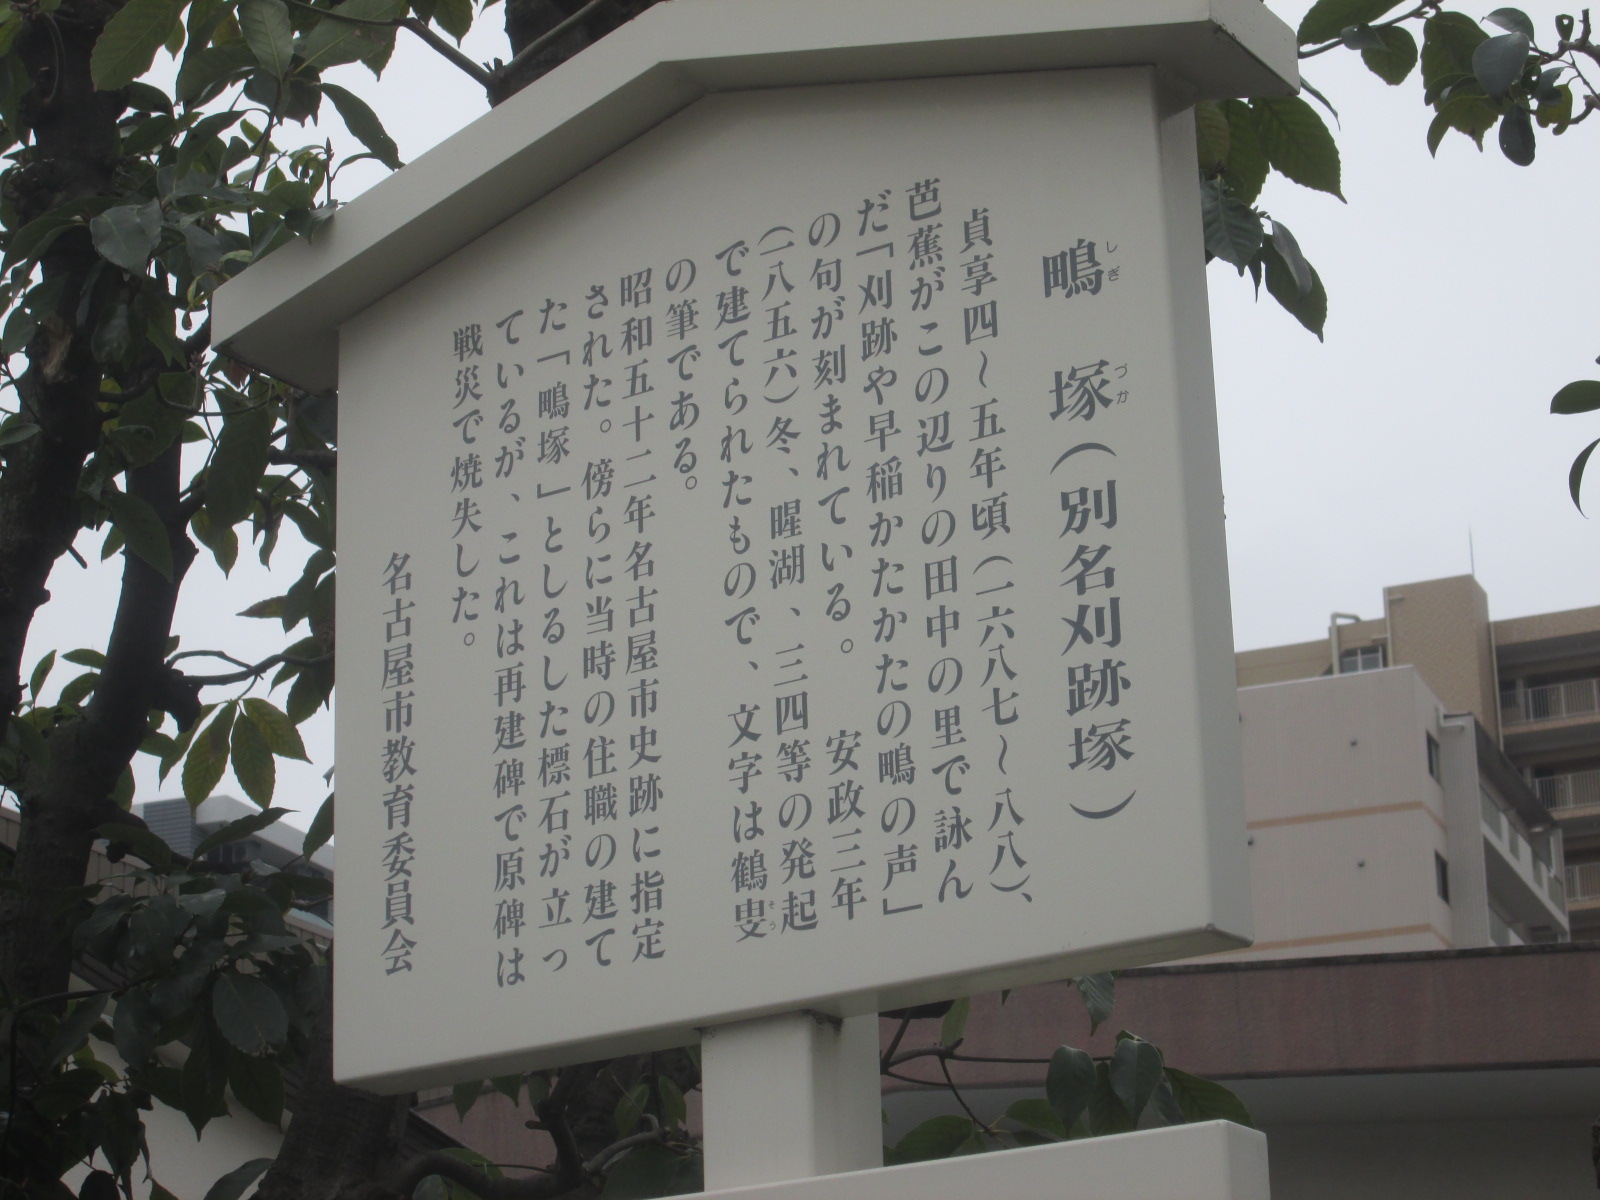 鴫塚(別名刈跡塚)
しぎ づか
貞享四～五年頃(一六八七～八八)、
芭蕉がこの辺りの田中の里で詠ん
だ「刈跡や早稲かたかたの鴫の声」
の句が刻まれている。 安政三年
(一八五六)冬、暒湖、三四等の発起
で建てられたもので、文字は鶴叟
そう
の筆である。
昭和五十二年名古屋市史跡に指定
された。傍らに当時の住職の建て
た「鴫塚」としるした標石が立っ
ているが、これは再建碑で原碑は
戦災で焼失した。
名古屋市教育委員会